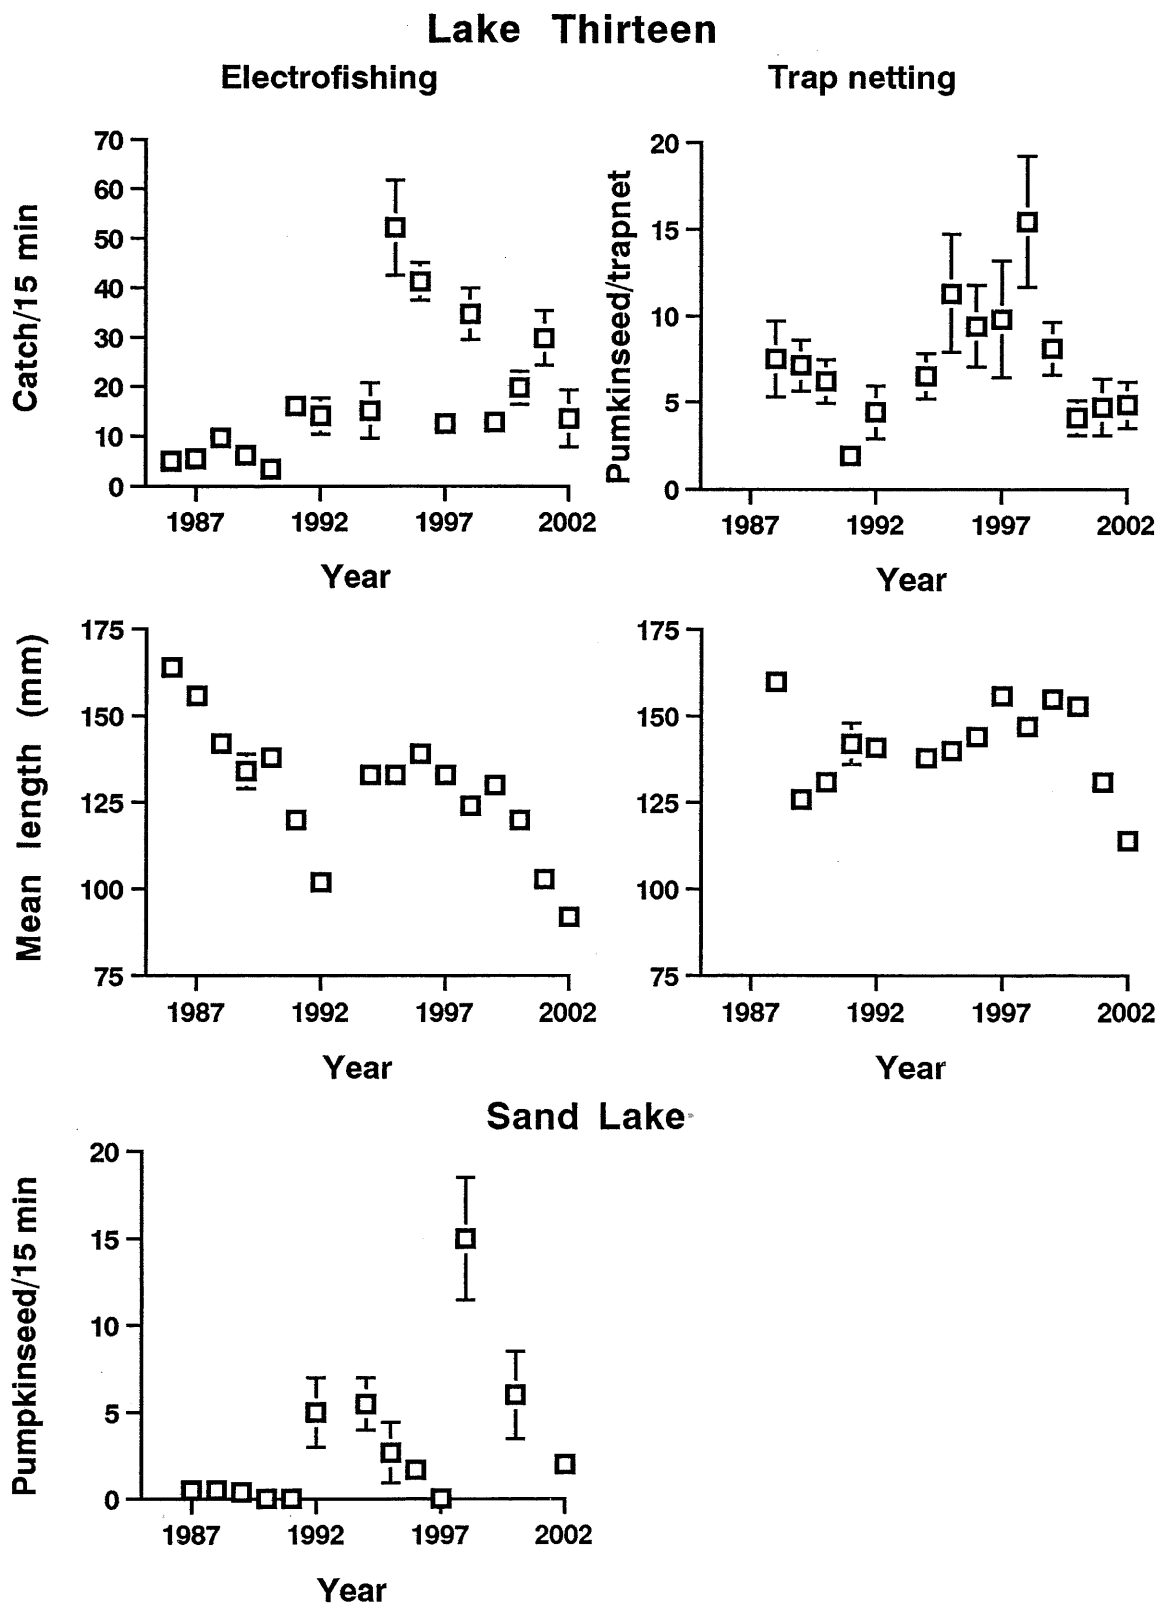 Lake Thirteen
Electrofishing
Trap netting
Catch/15 min
70
60
50
40
30
20
10
0
1987 1992 1997 2002
Year
Pumkinseed/trapnet
20
15
10
5
0
1987 1992 1997 2002
Year
Mean length (mm)
175
150
125
100
75
1987 1992 1997 2002
Year
175
150
125
100
75
1987 1992 1997 2002
Year
Sand Lake
Pumpkinseed/15 min
20
15
10
5
0
1987 1992 1997 2002
Year